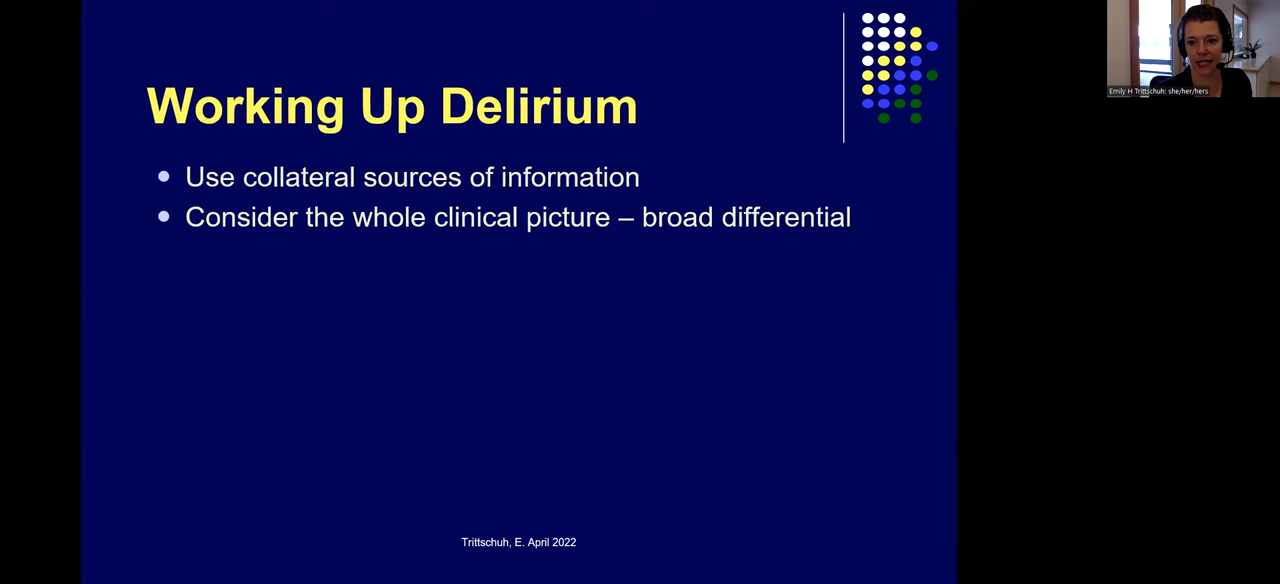 Working Up Delirium
Use collateral sources of information
Consider the whole clinical picture – broad differential
Trittschuh, E. April 2022
Emily H Trittschuh: she/her/hers